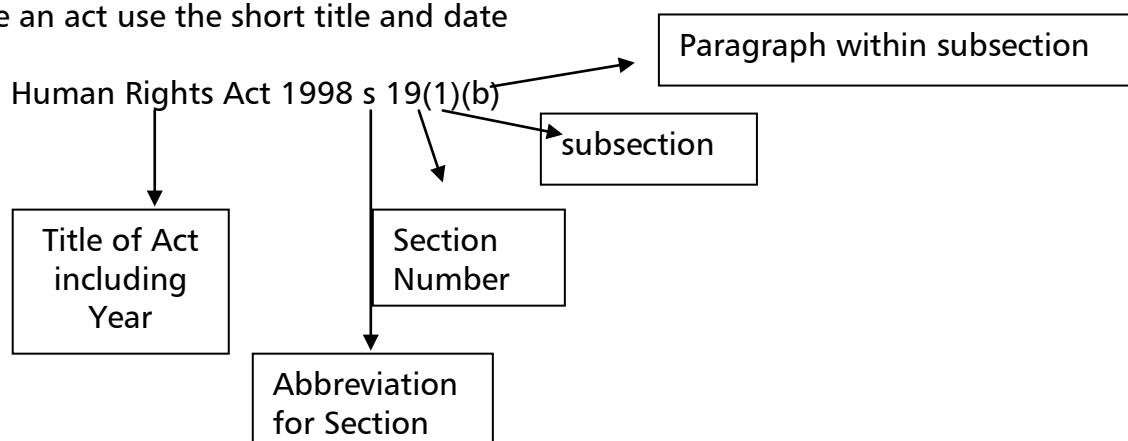 e an act use the short title and date
Paragraph within subsection
Human Rights Act 1998 s 19(1)(b)
subsection
Title of Act
including
Year
Section
Number
Abbreviation
for Section